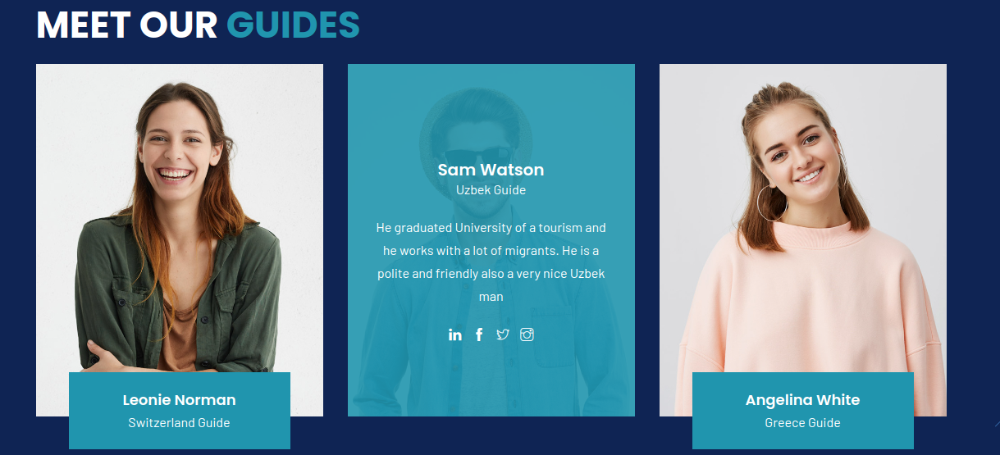 MEET OUR GUIDES
Sam Watson
Uzbek Guide
He graduated University of a tourism and
he works with a lot of migrants. He is a
polite and friendly also a very nice Uzbek
man
Leonie Norman
Switzerland Guide
Angelina White
Greece Guide